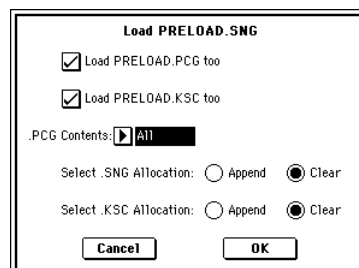 Load PRELOAD.SNG
Load PRELOAD.PCG too
Load PRELOAD.KSC too
.PCG Contents: All
Select .SNG Allocation: Append Clear
Select .KSC Allocation: Append Clear
Cancel OK